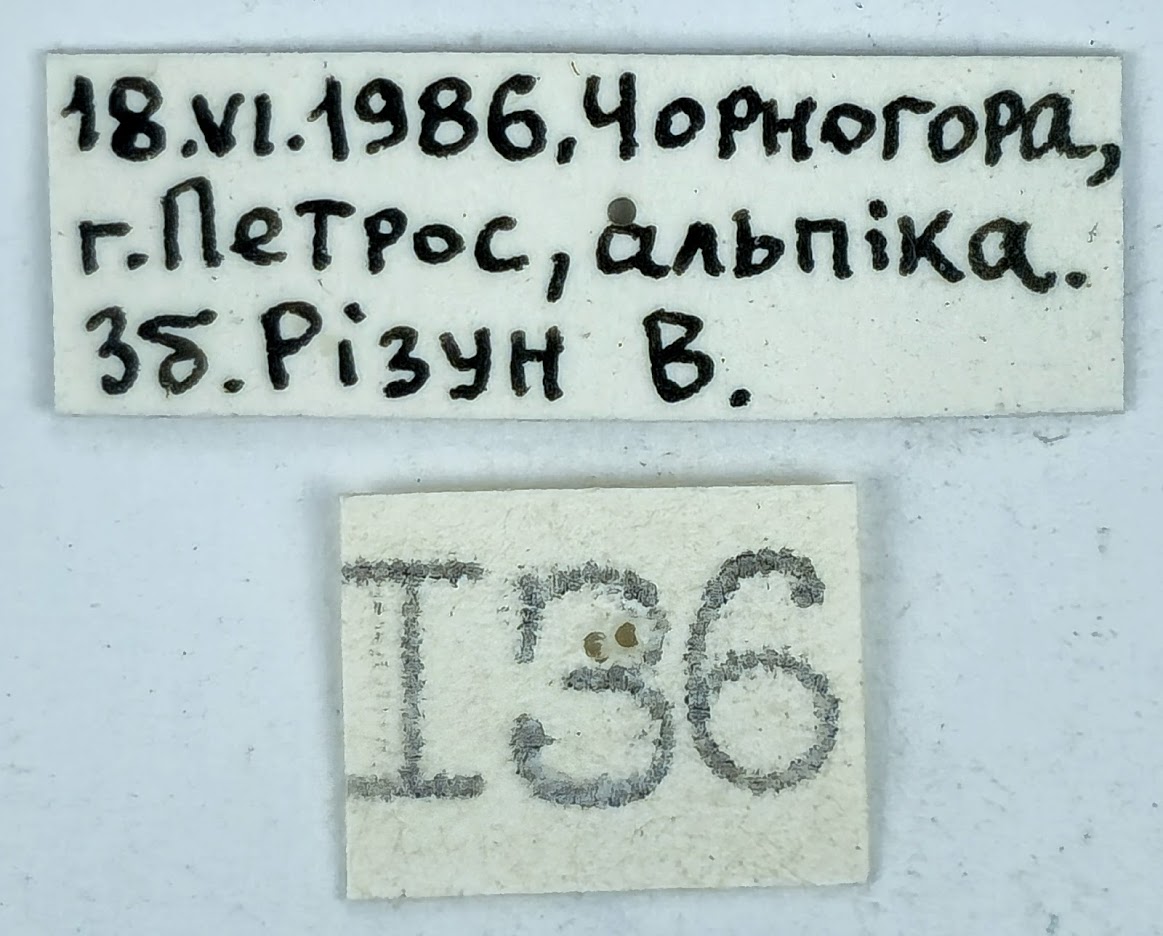 18.VI.1986, Чорногора,
г.Петрос, альпіка.
Зб. Різун В.
I36